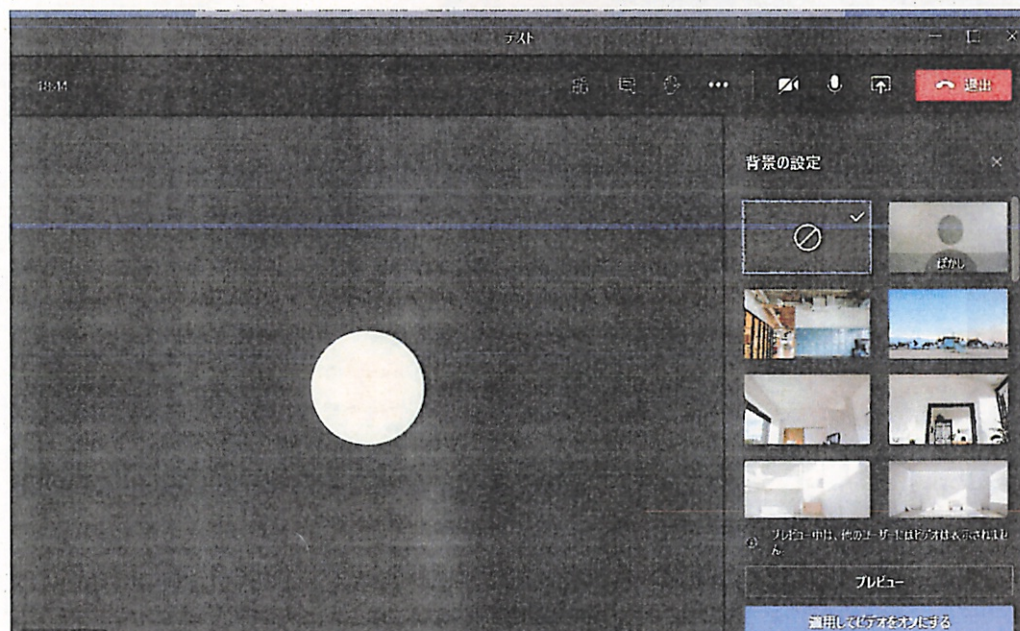 テスト
退出
背景の設定
ぼかし
プレビュー中は、他のユーザーにはビデオは表示されませ
ん
プレビュー
適用してビデオをオンにする